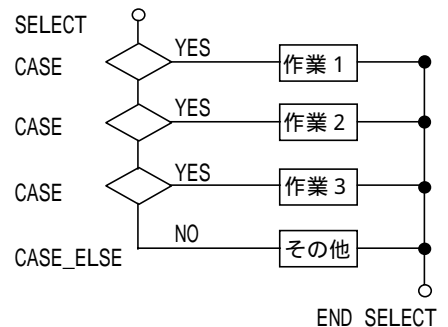 SELECT
CASE YES 作業1
CASE YES 作業2
CASE YES 作業3
CASE_ELSE NO その他
END SELECT